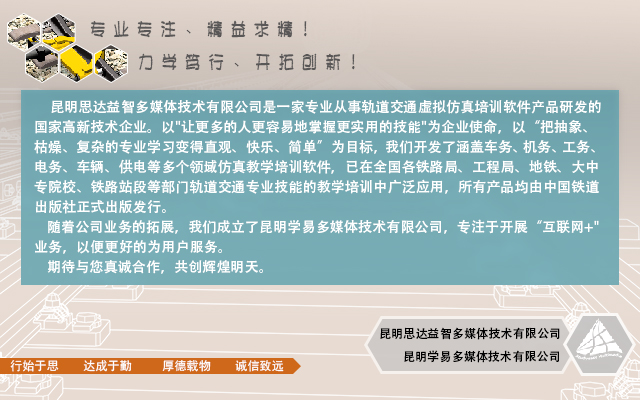 专业专注、精益求精！
力学笃行、开拓创新！
昆明思达益智多媒体技术有限公司是一家专业从事轨道交通虚拟仿真培训软件产品研发的
国家高新技术企业。以"让更多的人更容易地掌握更实用的技能"为企业使命，以“把抽象、
枯燥、复杂的专业学习变得直观、快乐、简单”为目标，我们开发了涵盖车务、机务、工务、
电务、车辆、供电等多个领域仿真教学培训软件，已在全国各铁路局、工程局、地铁、大中
专院校、铁路站段等部门轨道交通专业技能的教学培训中广泛应用，所有产品均由中国铁道
出版社正式出版发行。
随着公司业务的拓展，我们成立了昆明学易多媒体技术有限公司，专注于开展“互联网+"
业务，以便更好的为用户服务。
期待与您真诚合作，共创辉煌明天。
昆明思达益智多媒体技术有限公司
昆明学易多媒体技术有限公司
行始于思 达成于勤 厚德载物 诚信致远